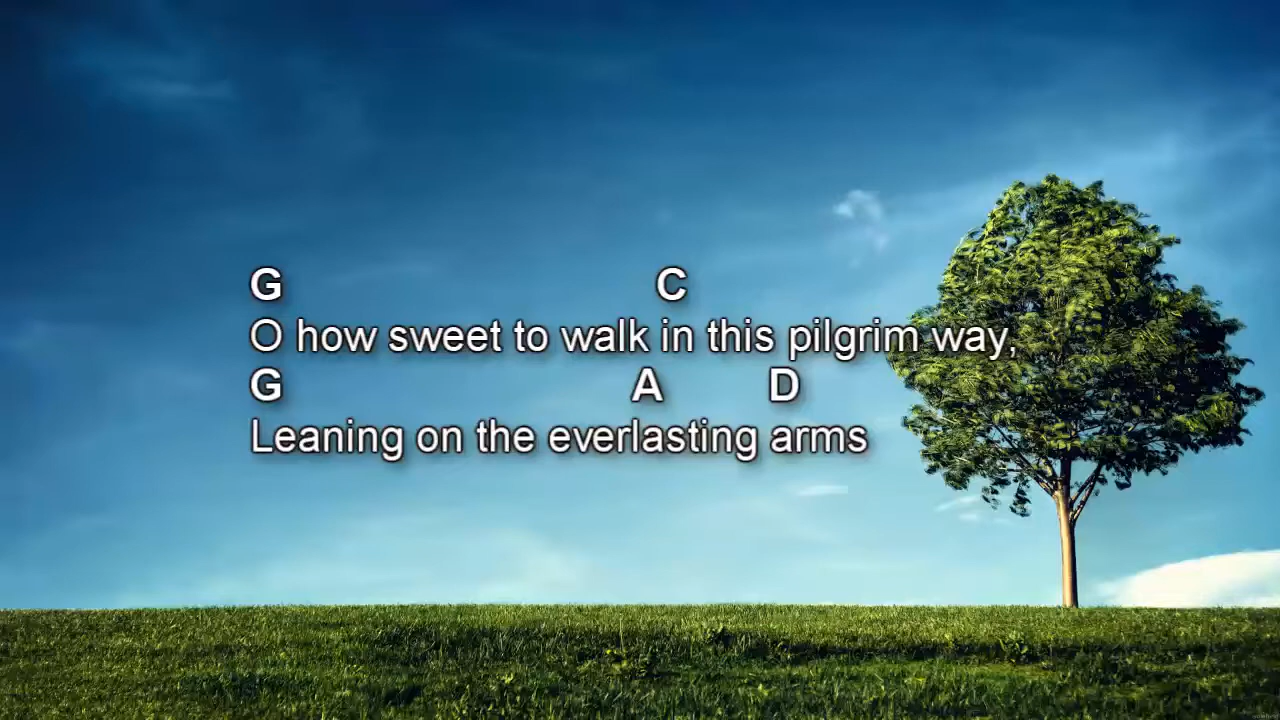 G C
O how sweet to walk in this pilgrim way,
G A D
Leaning on the everlasting arms